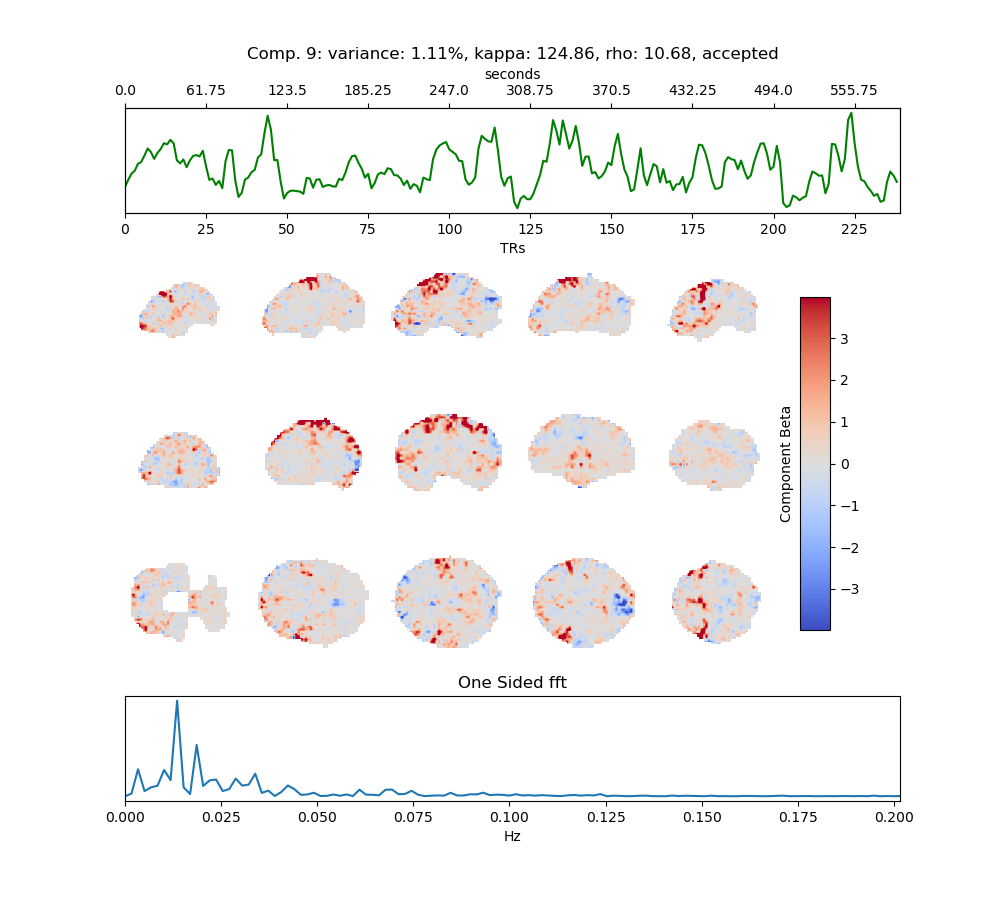 Comp. 9: variance: 1.11%, kappa: 124.86, rho: 10.68, accepted
seconds
0.0 61.75 123.5 185.25 247.0 308.75 370.5 432.25 494.0 555.75
0 25 50 75 100 125 150 175 200 225
TRs
3
2
1
0
−1
−2
−3
Component Beta
One Sided fft
0.000 0.025 0.050 0.075 0.100 0.125 0.150 0.175 0.200
Hz